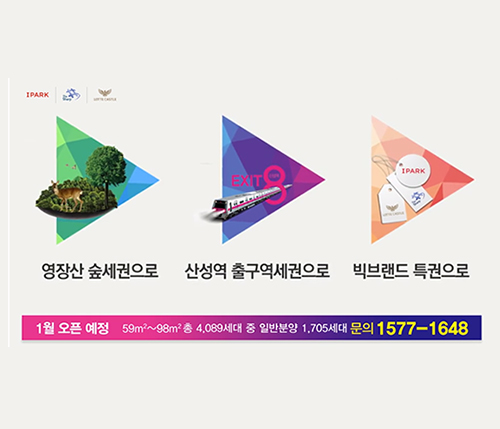 IPARK
LOTTE CASTLE
EXIT 8
IPARK
영장산 숲세권으로
산성역 출구역세권으로
빅브랜드 특권으로
1월 오픈 예정 59m²~98m² 총 4,089세대 중 일반분양 1,705세대 문의 1577-1648